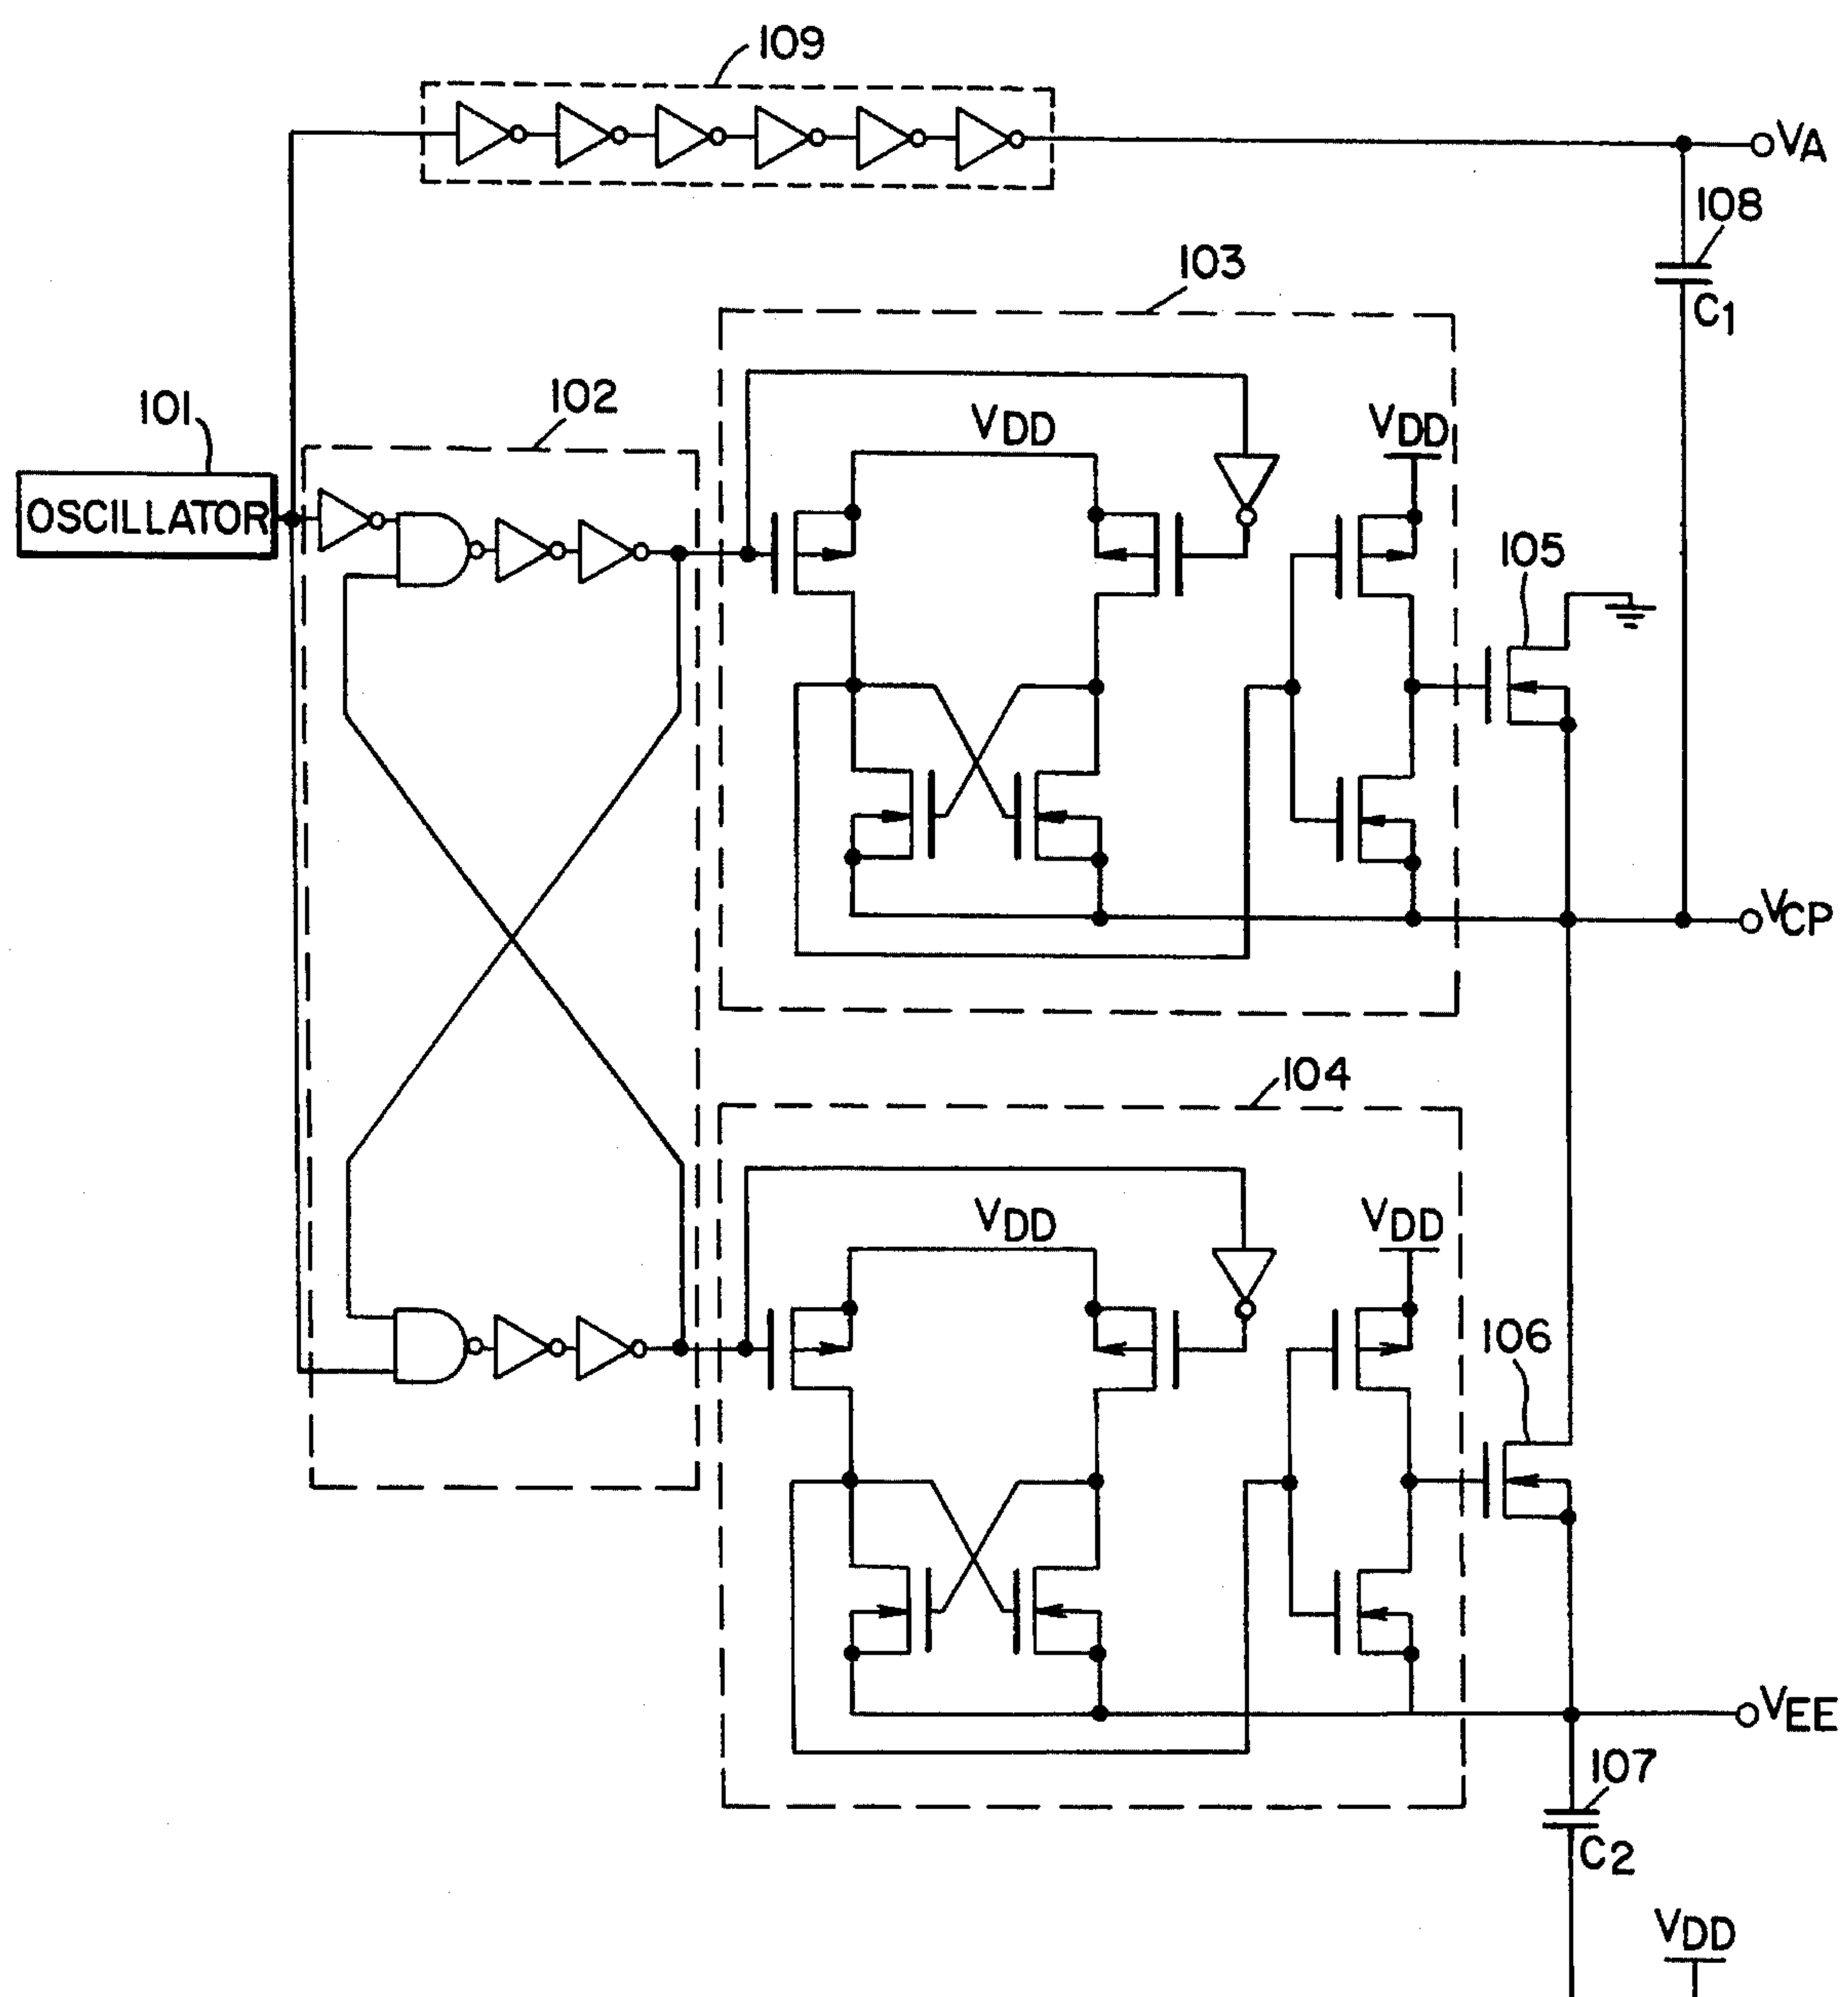 109
VA
108
C1
103
102
101
VDD
VDD
OSCILLATOR
105
VCP
104
VDD
VDD
106
VEE
107
C2
VDD